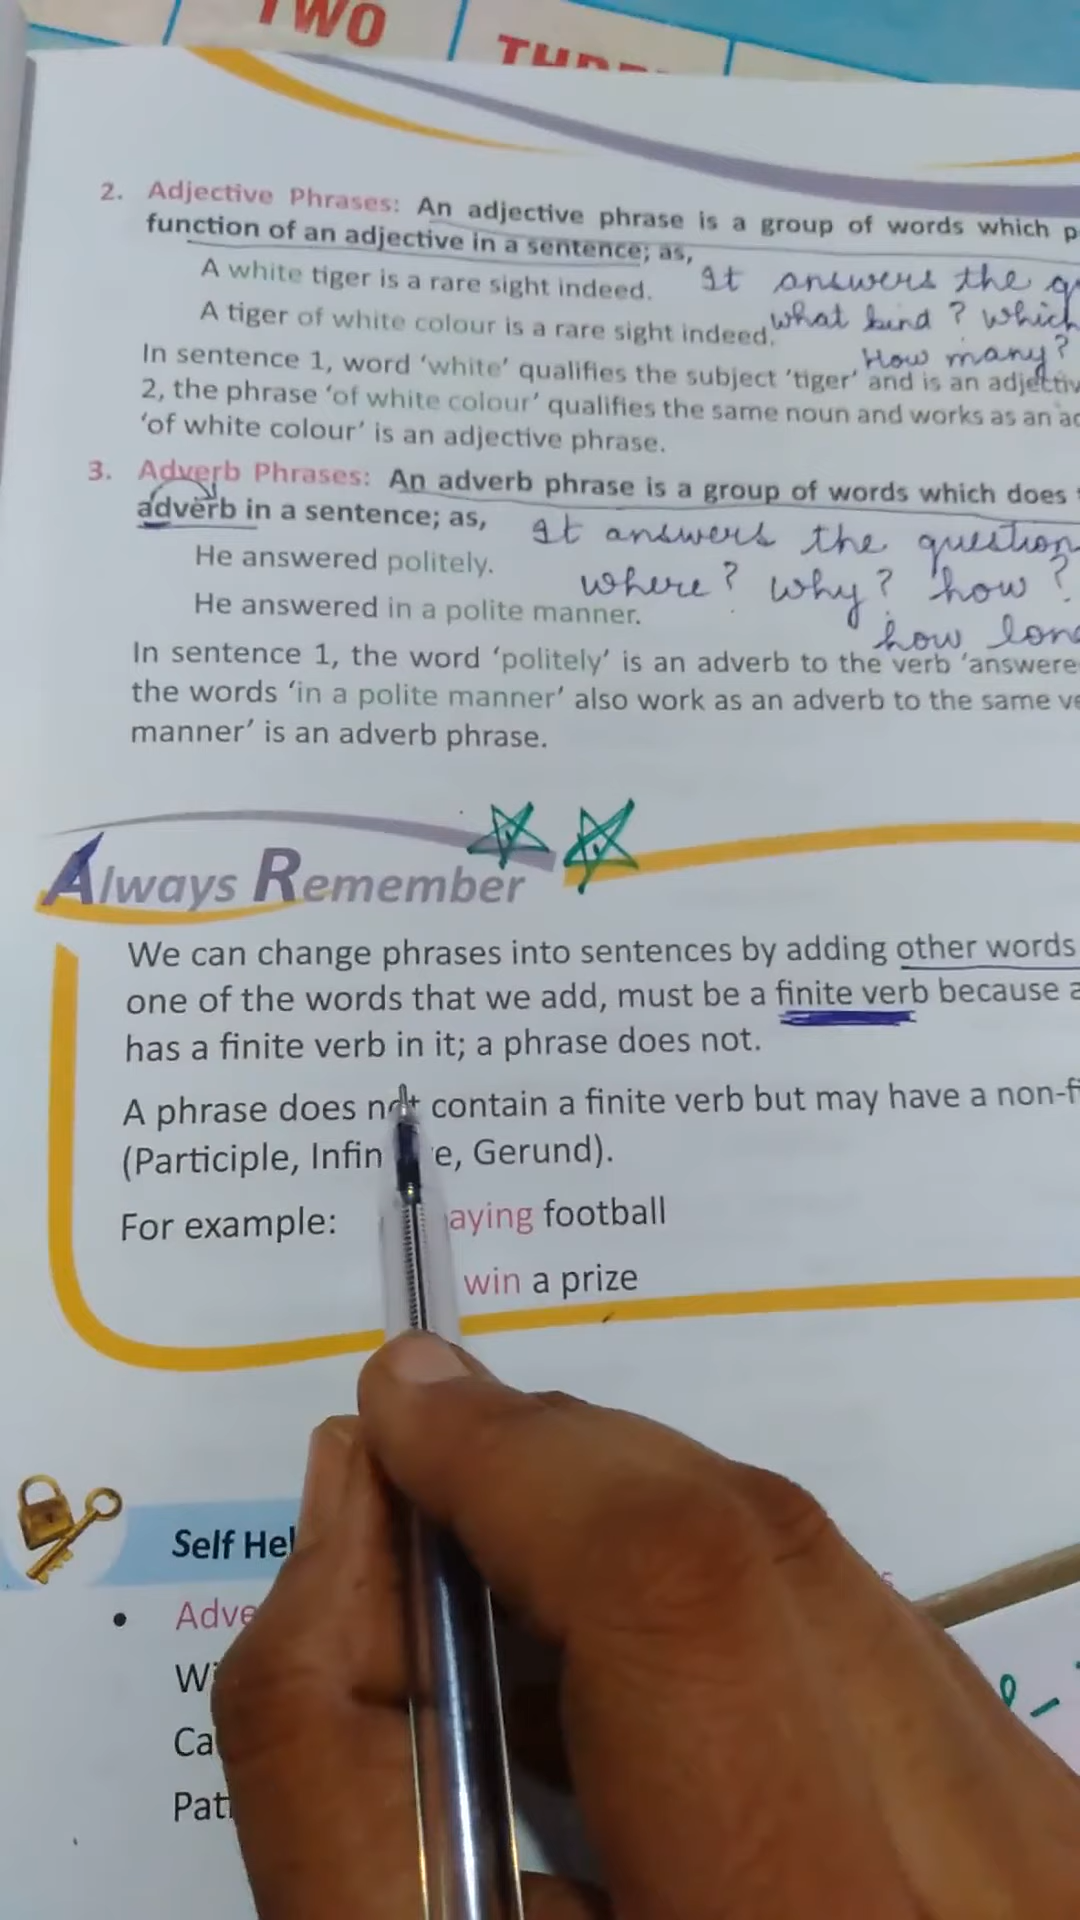 TWO
2. Adjective Phrases: An adjective phrase is a group of words which
function of an adjective in a sentence; as,
A white tiger is a rare sight indeed.
It answers the
A tiger of white colour is a rare sight indeed.
what kind? which
How many?
In sentence 1, word 'white' qualifies the subject 'tiger' and is an
2, the phrase 'of white colour' qualifies the same noun and works as an
'of white colour' is an adjective phrase.
3. Adverb Phrases: An adverb phrase is a group of words which does
adverb in a sentence; as,
It answers the question
He answered politely.
where? why? how?
He answered in a polite manner.
how
In sentence 1, the word 'politely' is an adverb to the verb
the words 'in a polite manner' also work as an adverb to the same
manner' is an adverb phrase.
Always Remember
We can change phrases into sentences by adding other words
one of the words that we add, must be a finite verb because
has a finite verb in it; a phrase does not.
A phrase does not contain a finite verb but may have a
(Participle, Gerund).
For example: football
win a prize
Self